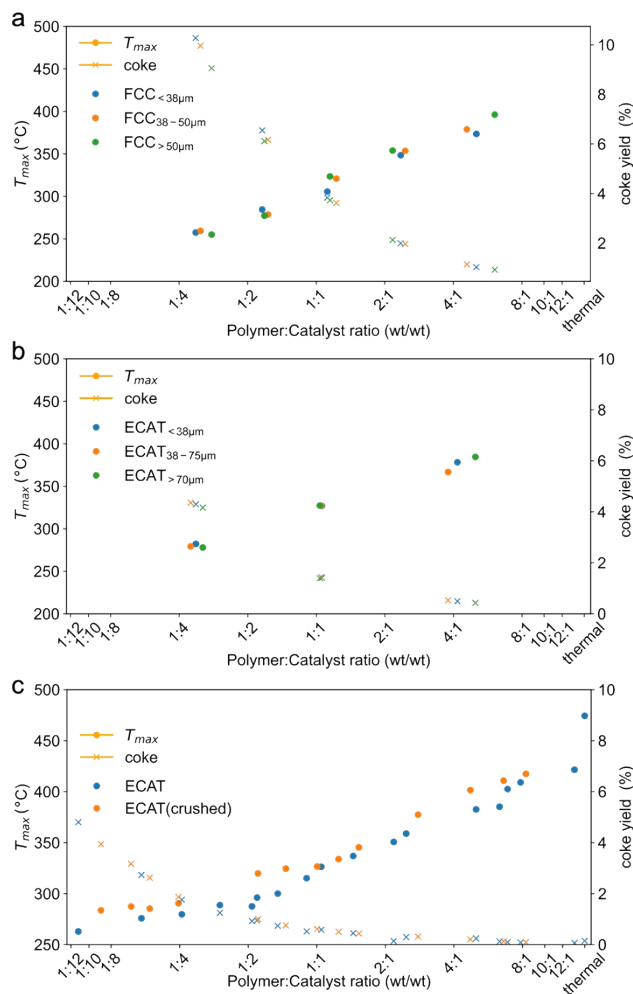 a
500
450
400
350
300
250
200
T_max (°C)
T_max
coke
FCC<38μm
FCC38−50μm
FCC>50μm
10
8
6
4
2
coke yield (%)
1:12
1:10
1:8
1:4
1:2
1:1
2:1
4:1
8:1
10:1
12:1
thermal
Polymer:Catalyst ratio (wt/wt)
b
500
450
400
350
300
250
200
T_max (°C)
T_max
coke
ECAT<38μm
ECAT38−75μm
ECAT>70μm
10
8
6
4
2
0
coke yield (%)
1:12
1:10
1:8
1:4
1:2
1:1
2:1
4:1
8:1
10:1
12:1
thermal
Polymer:Catalyst ratio (wt/wt)
c
500
450
400
350
300
250
T_max (°C)
T_max
coke
ECAT
ECAT(crushed)
10
8
6
4
2
0
coke yield (%)
1:12
1:10
1:8
1:4
1:2
1:1
2:1
4:1
8:1
10:1
12:1
thermal
Polymer:Catalyst ratio (wt/wt)